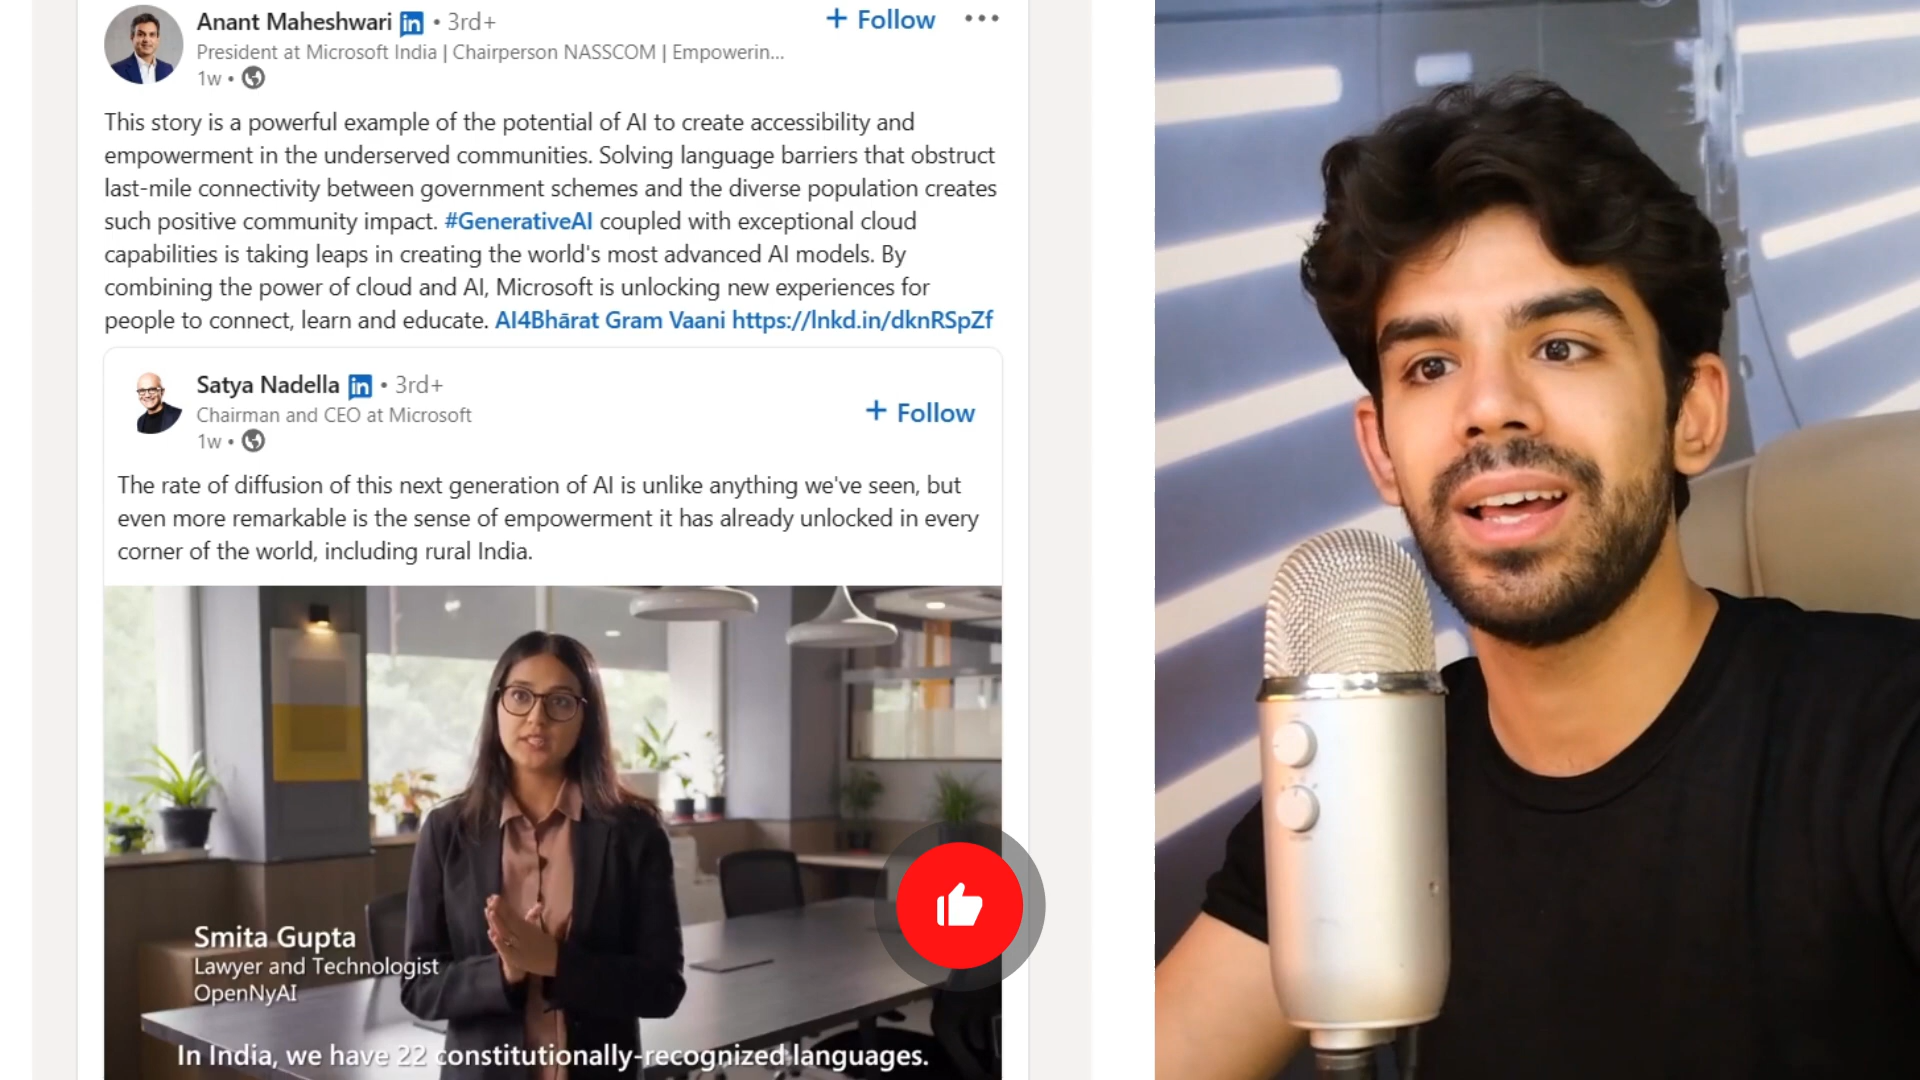 Anant Maheshwari in • 3rd+
+ Follow
President at Microsoft India | Chairperson NASSCOM | Empowerin...
1w •
This story is a powerful example of the potential of AI to create accessibility and
empowerment in the underserved communities. Solving language barriers that obstruct
last-mile connectivity between government schemes and the diverse population creates
such positive community impact. #GenerativeAI coupled with exceptional cloud
capabilities is taking leaps in creating the world's most advanced AI models. By
combining the power of cloud and AI, Microsoft is unlocking new experiences for
people to connect, learn and educate. AI4Bhārat Gram Vaani https://lnkd.in/dknRSpZf
Satya Nadella in • 3rd+
+ Follow
Chairman and CEO at Microsoft
1w •
The rate of diffusion of this next generation of AI is unlike anything we've seen, but
even more remarkable is the sense of empowerment it has already unlocked in every
corner of the world, including rural India.
Smita Gupta
Lawyer and Technologist
OpenNyAI
In India, we have 22 constitutionally-recognized languages.